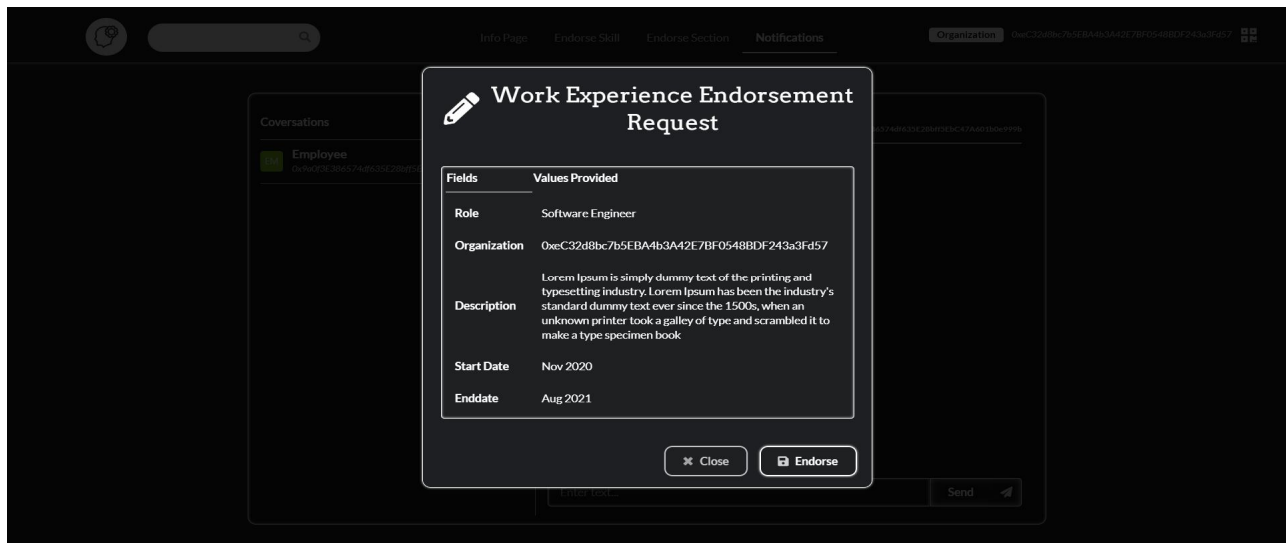 Info Page Endorse Skill Endorse Section Notifications
Organization 0xeC32d8bc7b5EBA4b3A42E7BF0548BDF243a3Fd57
Work Experience Endorsement
Request
Coversations
EM Employee
Fields Values Provided
Role Software Engineer
Organization 0xeC32d8bc7b5EBA4b3A42E7BF0548BDF243a3Fd57
Description
Lorem Ipsum is simply dummy text of the printing and
typesetting industry. Lorem Ipsum has been the industry's
standard dummy text ever since the 1500s, when an
unknown printer took a galley of type and scrambled it to
make a type specimen book
Start Date Nov 2020
Enddate Aug 2021
Close Endorse
Enter text... Send